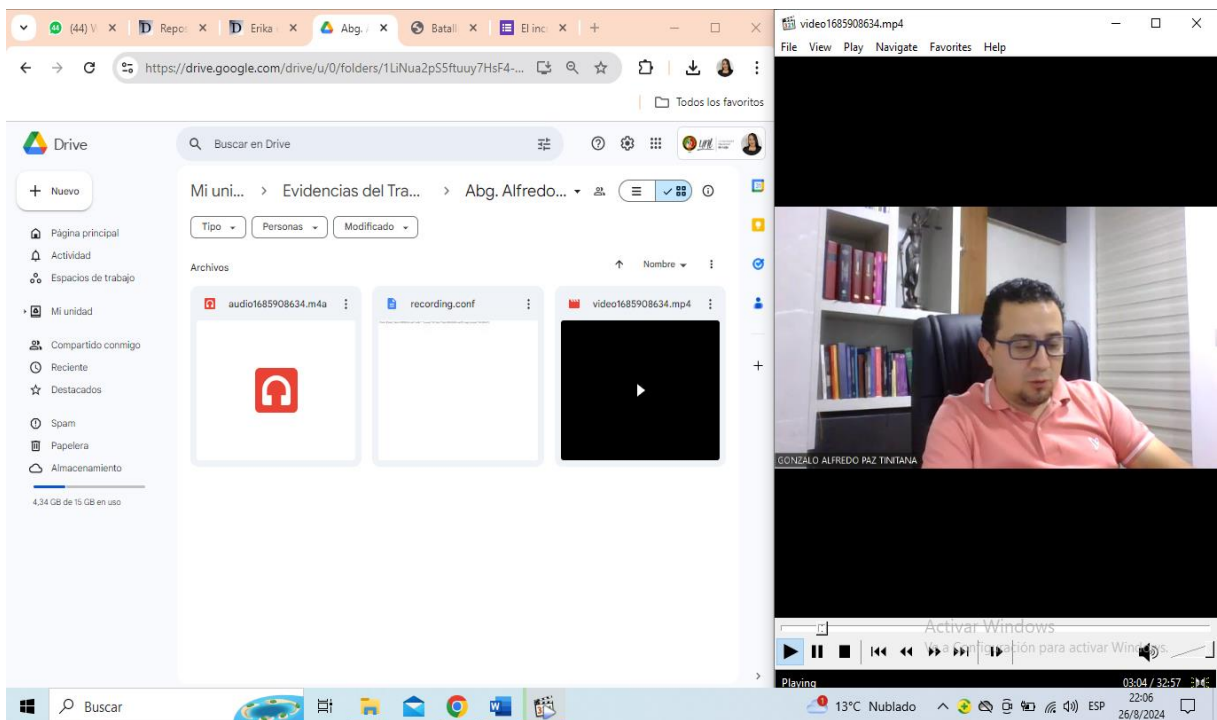 (44) V
Repos
Erika
Abg. /
Batall
El inc
https://drive.google.com/drive/u/0/folders/1LiNua2pS5ftuuy7HsF4-...
Todos los favoritos
Drive
Buscar en Drive
Nuevo
Mi uni... > Evidencias del Tra... > Abg. Alfredo...
Tipo
Personas
Modificado
Página principal
Actividad
Espacios de trabajo
Mi unidad
Compartido conmigo
Reciente
Destacados
Spam
Papelera
Almacenamiento
4,34 GB de 15 GB en uso
Archivos
Nombre
audio1685908634.m4a
recording.conf
video1685908634.mp4
video1685908634.mp4
File View Play Navigate Favorites Help
GONZALO ALFREDO PAZ TINITANA
Activar Windows
Ve a Configuración para activar Windows.
Playing
03:04 / 32:57
Buscar
13°C Nublado
ESP
22:06
26/8/2024